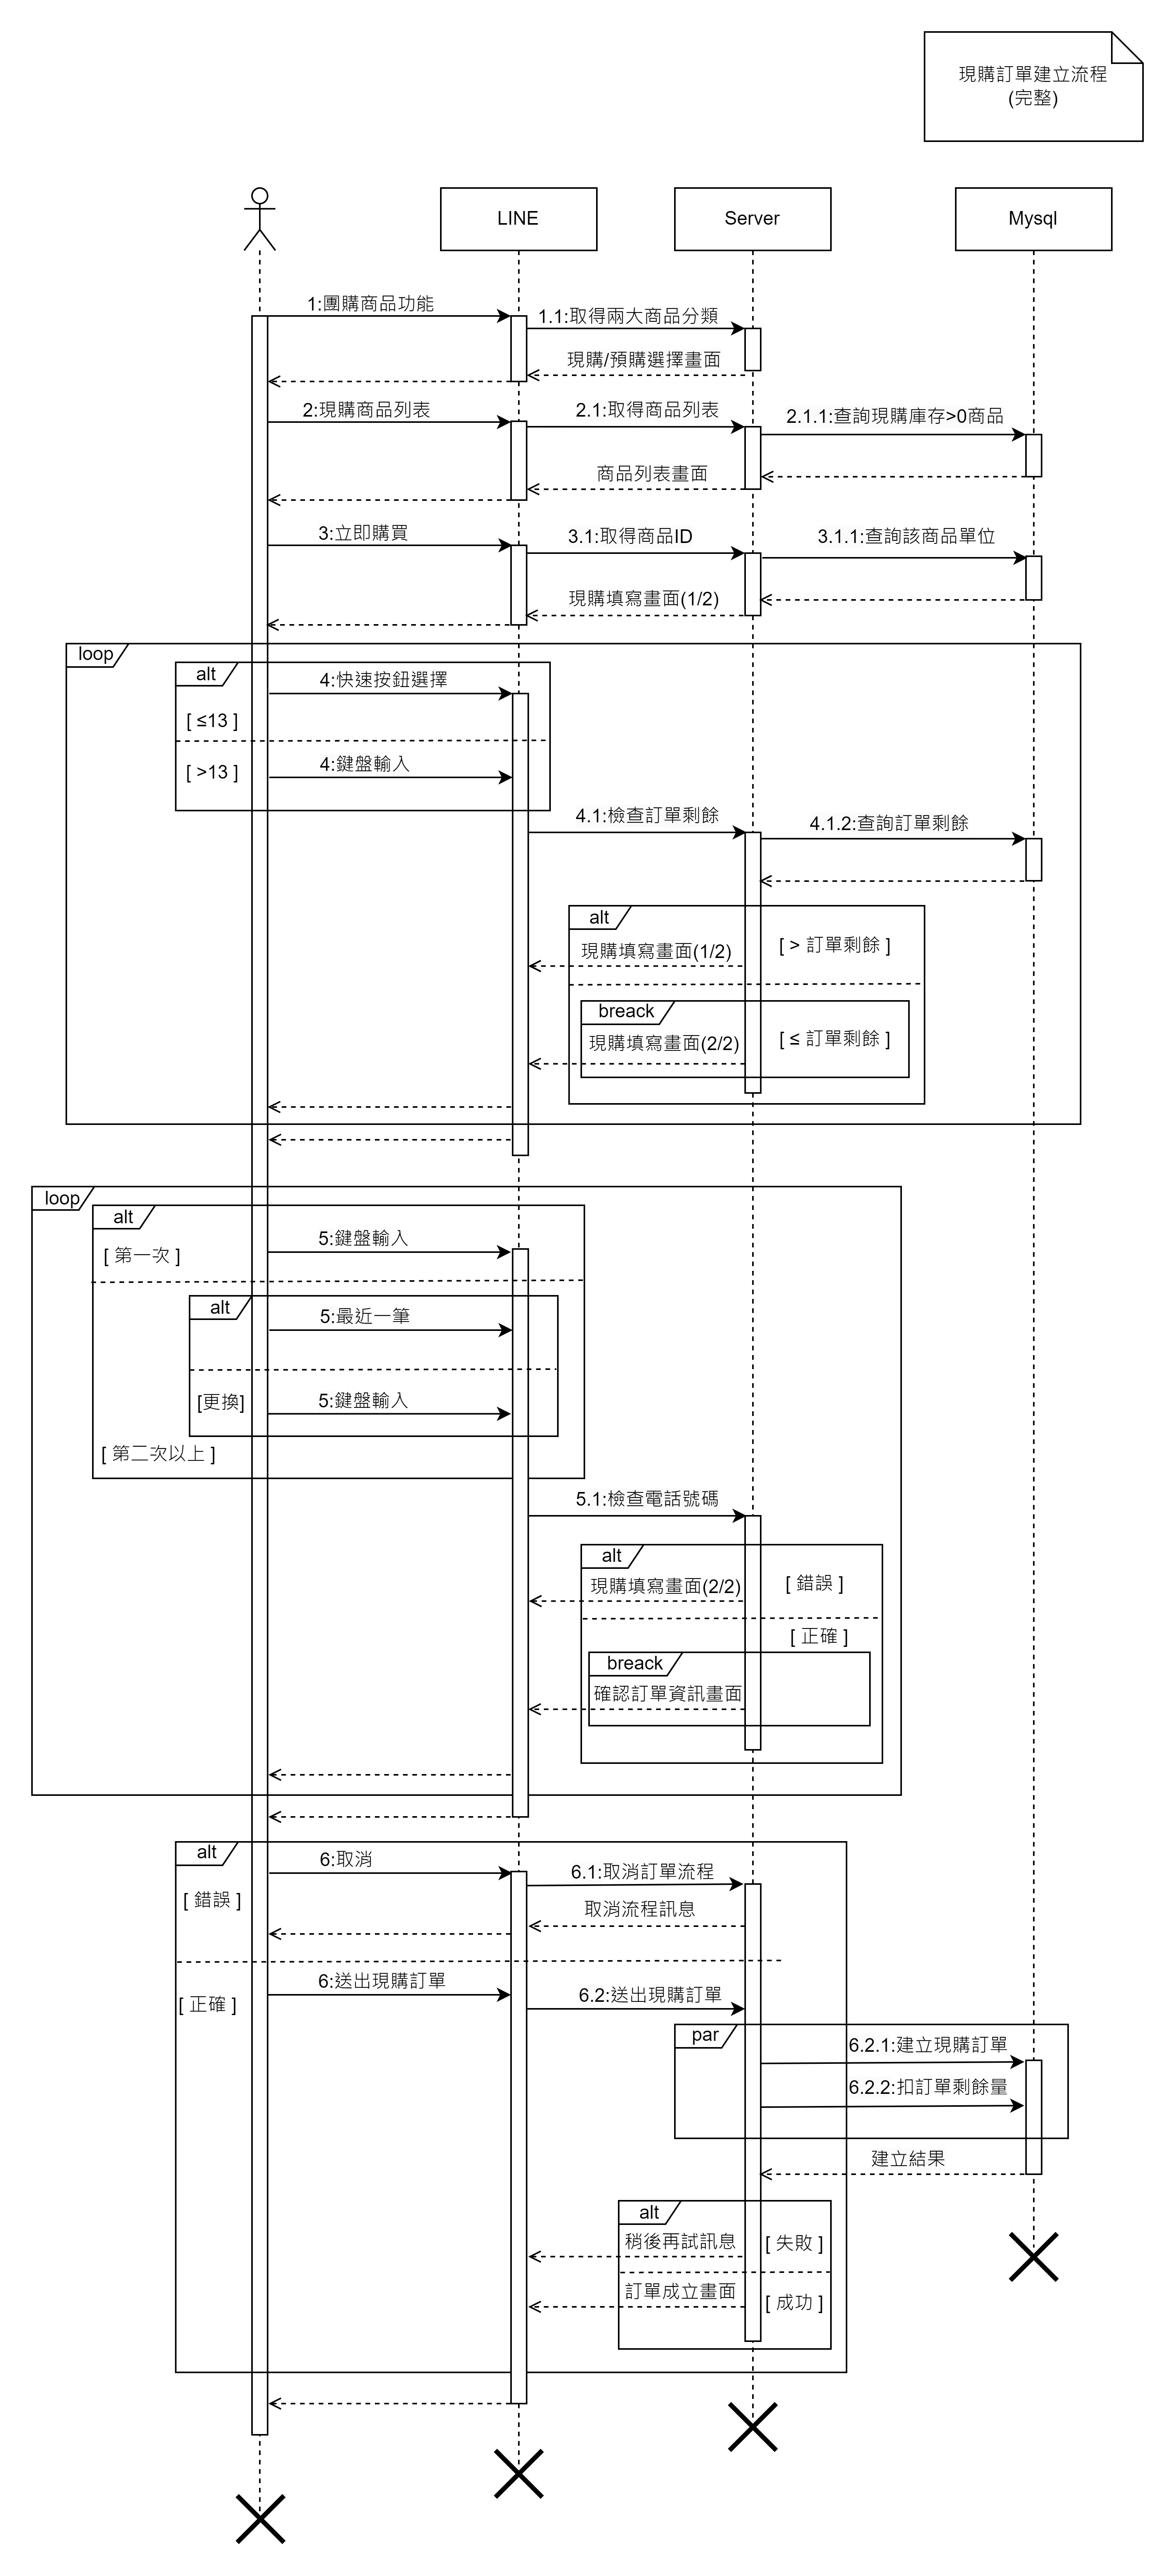 現購訂單建立流程
(完整)
LINE
Server
Mysql
1:團購商品功能
1.1:取得兩大商品分類
現購/預購選擇畫面
2:現購商品列表
2.1:取得商品列表
2.1.1:查詢現購庫存>0商品
商品列表畫面
3:立即購買
3.1:取得商品ID
3.1.1:查詢該商品單位
現購填寫畫面(1/2)
loop
alt
4:快速按鈕選擇
[ ≤13 ]
[ >13 ]
4:鍵盤輸入
4.1:檢查訂單剩餘
4.1.2:查詢訂單剩餘
alt
現購填寫畫面(1/2)
[ > 訂單剩餘 ]
breack
現購填寫畫面(2/2)
[ ≤ 訂單剩餘 ]
loop
alt
[ 第一次 ]
5:鍵盤輸入
alt
5:最近一筆
[更換]
5:鍵盤輸入
[ 第二次以上 ]
5.1:檢查電話號碼
alt
現購填寫畫面(2/2)
[ 錯誤 ]
[ 正確 ]
breack
確認訂單資訊畫面
alt
6:取消
6.1:取消訂單流程
[ 錯誤 ]
取消流程訊息
6:送出現購訂單
6.2:送出現購訂單
[ 正確 ]
par
6.2.1:建立現購訂單
6.2.2:扣訂單剩餘量
建立結果
alt
稍後再試訊息
[ 失敗 ]
訂單成立畫面
[ 成功 ]